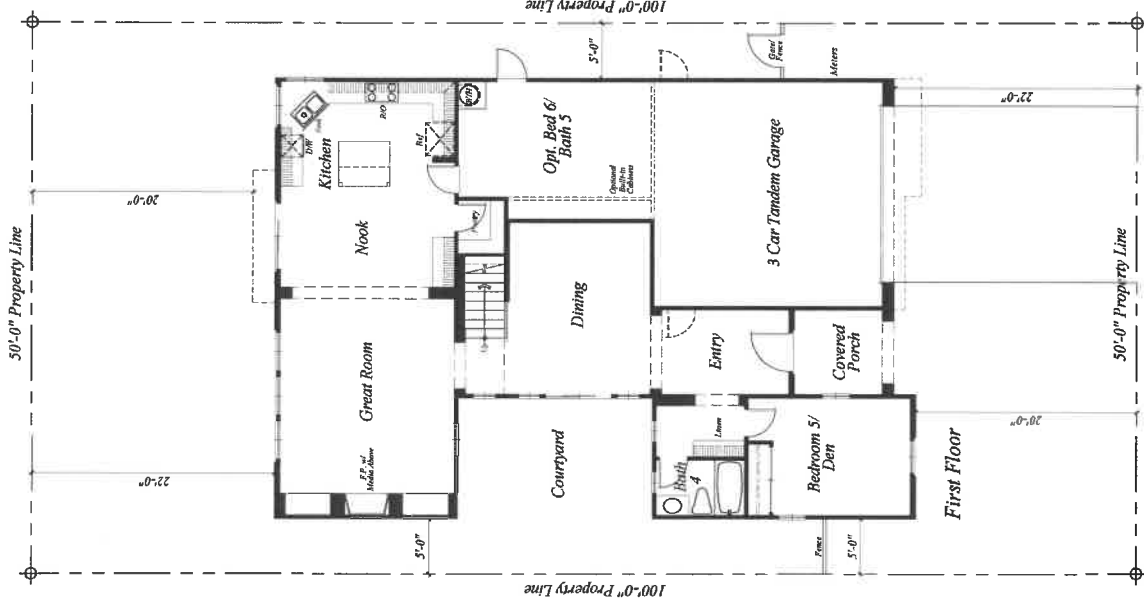 100'-0" Property Line
5'-0"
Gate/
Fence
Meters
22'-0"
50'-0" Property Line
20'-0"
22'-0"
Kitchen
D/W
R/O
Ref
W/H
Nook
Pantry
Opt. Bed 6/
Bath 5
Optional
Built-in
Cabinets
3 Car Tandem Garage
Great Room
F.P. w/
Media Above
Up
Dining
Entry
Covered
Porch
Courtyard
Bath
4
Linen
Bedroom 5/
Den
First Floor
50'-0" Property Line
20'-0"
5'-0"
Fence
5'-0"
100'-0" Property Line